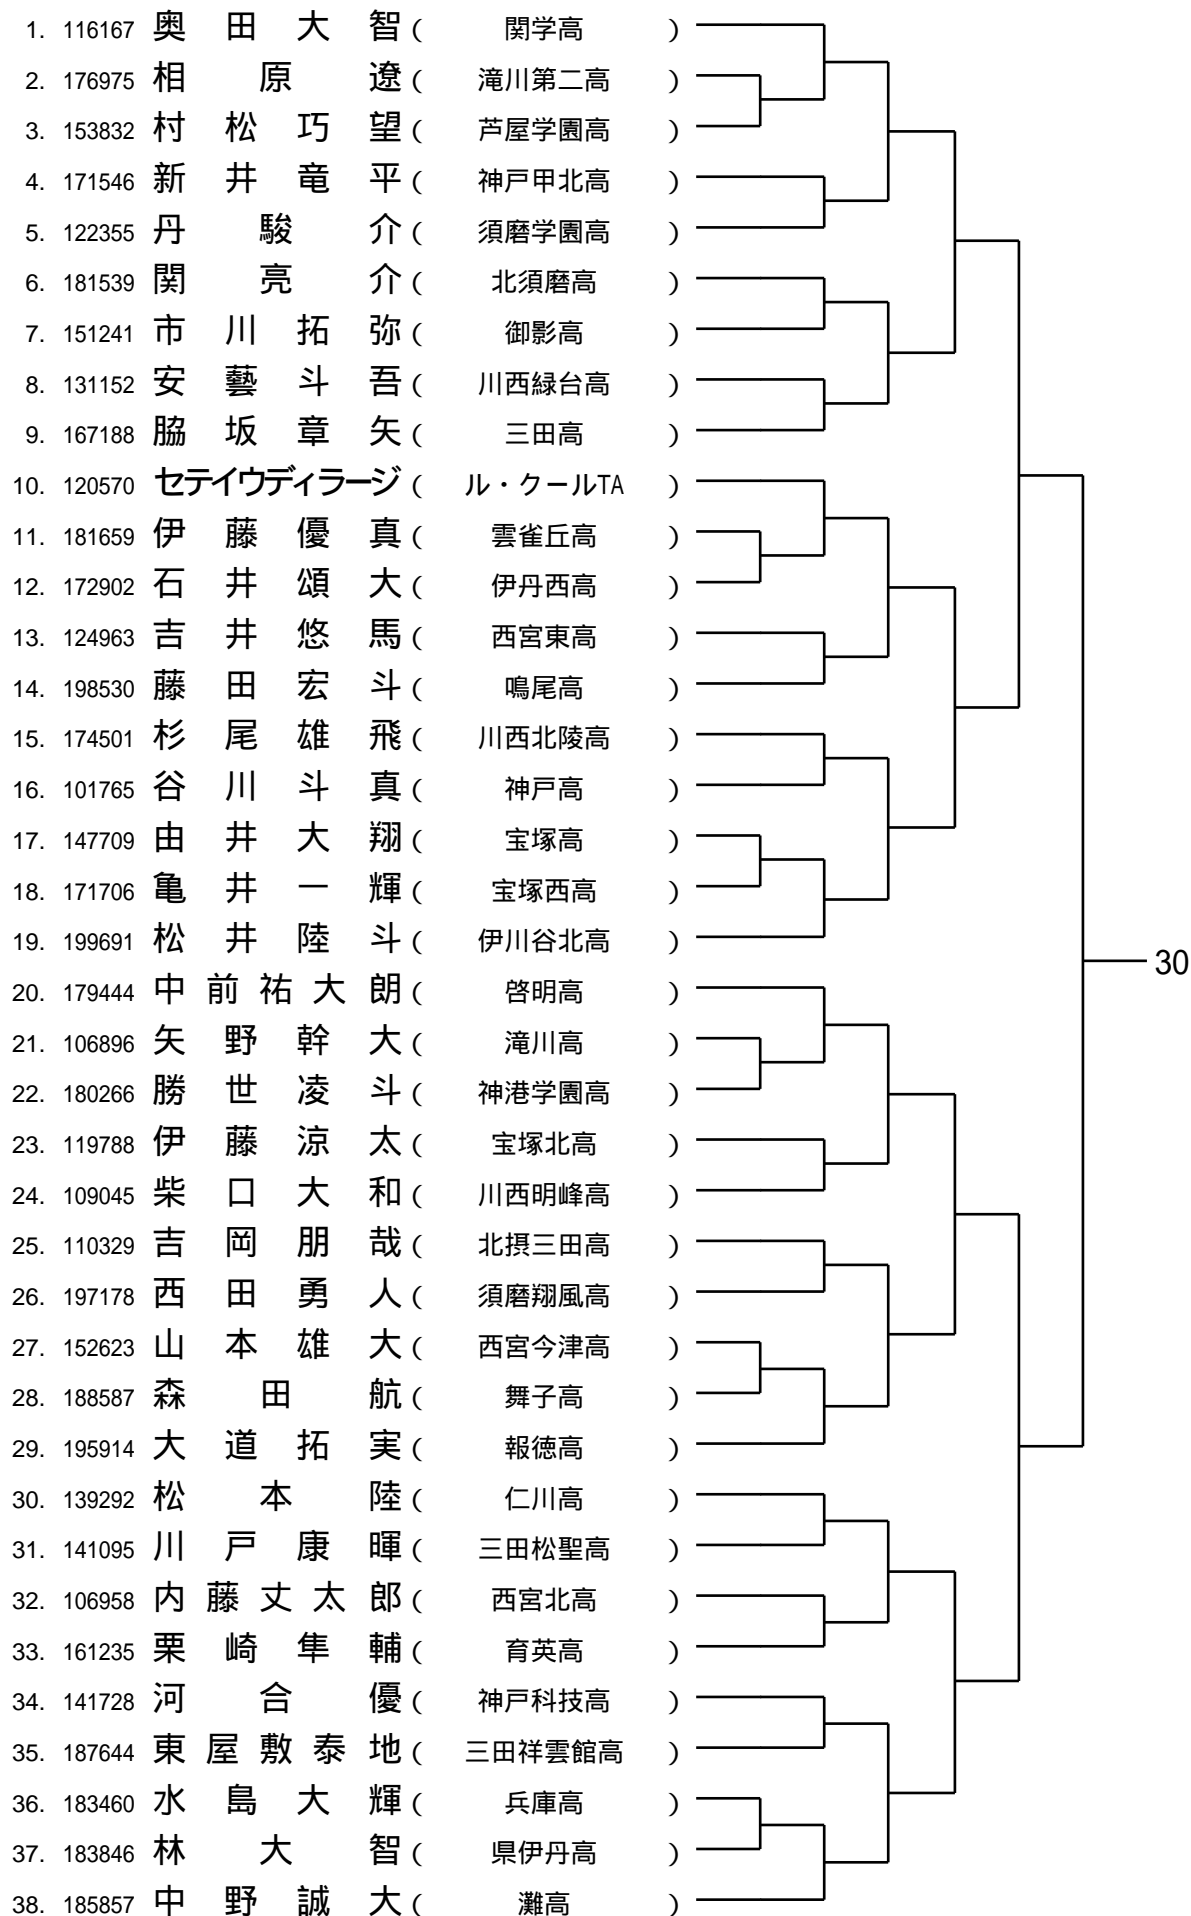 1. 116167 奥田大智 ( 関学高 )
2. 176975 相原遼 ( 滝川第二高 )
3. 153832 村松巧望 ( 芦屋学園高 )
4. 171546 新井竜平 ( 神戸甲北高 )
5. 122355 丹駿介 ( 須磨学園高 )
6. 181539 関亮介 ( 北須磨高 )
7. 151241 市川拓弥 ( 御影高 )
8. 131152 安藝斗吾 ( 川西緑台高 )
9. 167188 脇坂章矢 ( 三田高 )
10. 120570 セテイウディラージ ( ル・クールTA )
11. 181659 伊藤優真 ( 雲雀丘高 )
12. 172902 石井頌大 ( 伊丹西高 )
13. 124963 吉井悠馬 ( 西宮東高 )
14. 198530 藤田宏斗 ( 鳴尾高 )
15. 174501 杉尾雄飛 ( 川西北陵高 )
16. 101765 谷川斗真 ( 神戸高 )
17. 147709 由井大翔 ( 宝塚高 )
18. 171706 亀井一輝 ( 宝塚西高 )
19. 199691 松井陸斗 ( 伊川谷北高 )
30
20. 179444 中前祐大朗 ( 啓明高 )
21. 106896 矢野幹大 ( 滝川高 )
22. 180266 勝世凌斗 ( 神港学園高 )
23. 119788 伊藤涼太 ( 宝塚北高 )
24. 109045 柴口大和 ( 川西明峰高 )
25. 110329 吉岡朋哉 ( 北摂三田高 )
26. 197178 西田勇人 ( 須磨翔風高 )
27. 152623 山本雄大 ( 西宮今津高 )
28. 188587 森田航 ( 舞子高 )
29. 195914 大道拓実 ( 報徳高 )
30. 139292 松本陸 ( 仁川高 )
31. 141095 川戸康暉 ( 三田松聖高 )
32. 106958 内藤丈太郎 ( 西宮北高 )
33. 161235 栗崎隼輔 ( 育英高 )
34. 141728 河合優 ( 神戸科技高 )
35. 187644 東屋敷泰地 ( 三田祥雲館高 )
36. 183460 水島大輝 ( 兵庫高 )
37. 183846 林大智 ( 県伊丹高 )
38. 185857 中野誠大 ( 灘高 )